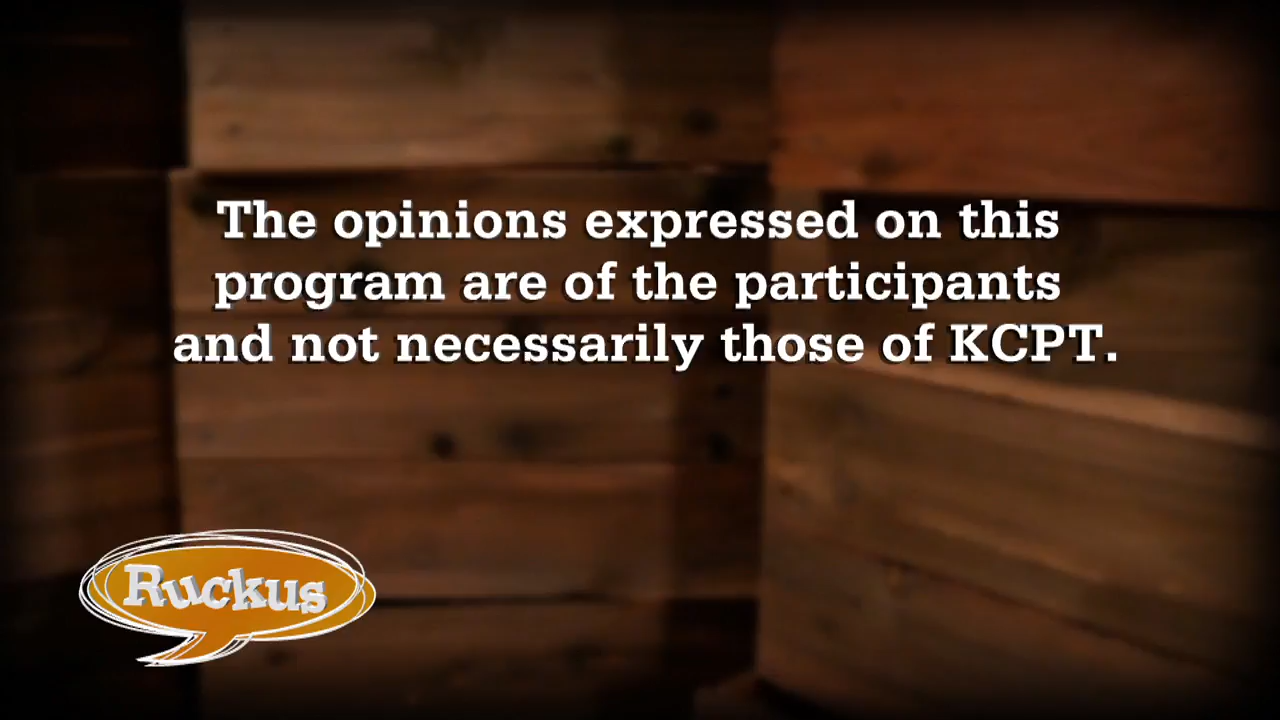 The opinions expressed on this
program are of the participants
and not necessarily those of KCPT.
Ruckus